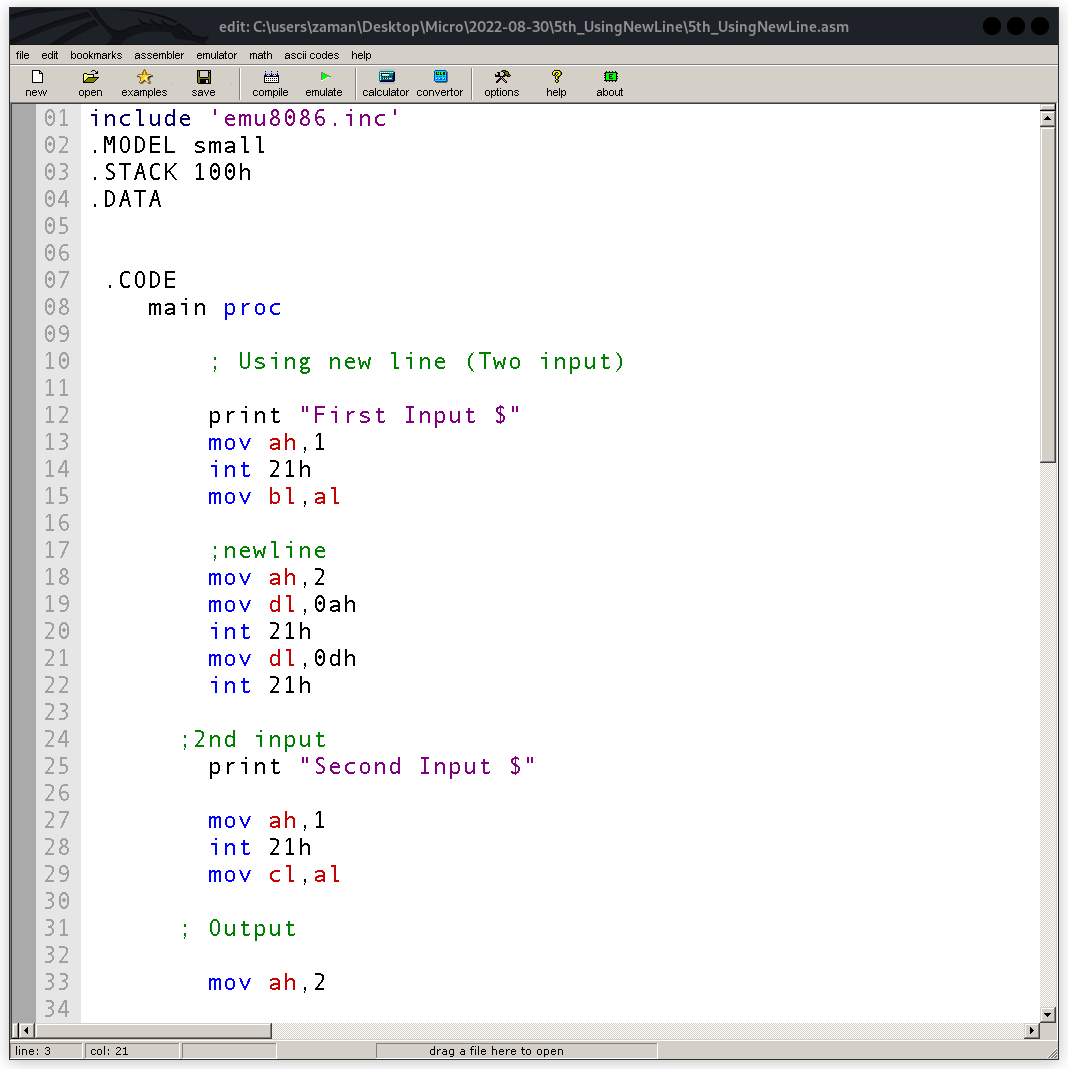 edit: C:\users\zaman\Desktop\Micro\2022-08-30\5th_UsingNewLine\5th_UsingNewLine.asm
file edit bookmarks assembler emulator math ascii codes help
new open examples save compile emulate calculator convertor options help about
01 include 'emu8086.inc'
02 .MODEL small
03 .STACK 100h
04 .DATA
05
06
07 .CODE
08 main proc
09
10 ; Using new line (Two input)
11
12 print "First Input $"
13 mov ah,1
14 int 21h
15 mov bl,al
16
17 ;newline
18 mov ah,2
19 mov dl,0ah
20 int 21h
21 mov dl,0dh
22 int 21h
23
24 ;2nd input
25 print "Second Input $"
26
27 mov ah,1
28 int 21h
29 mov cl,al
30
31 ; Output
32
33 mov ah,2
34
line: 3 col: 21 drag a file here to open